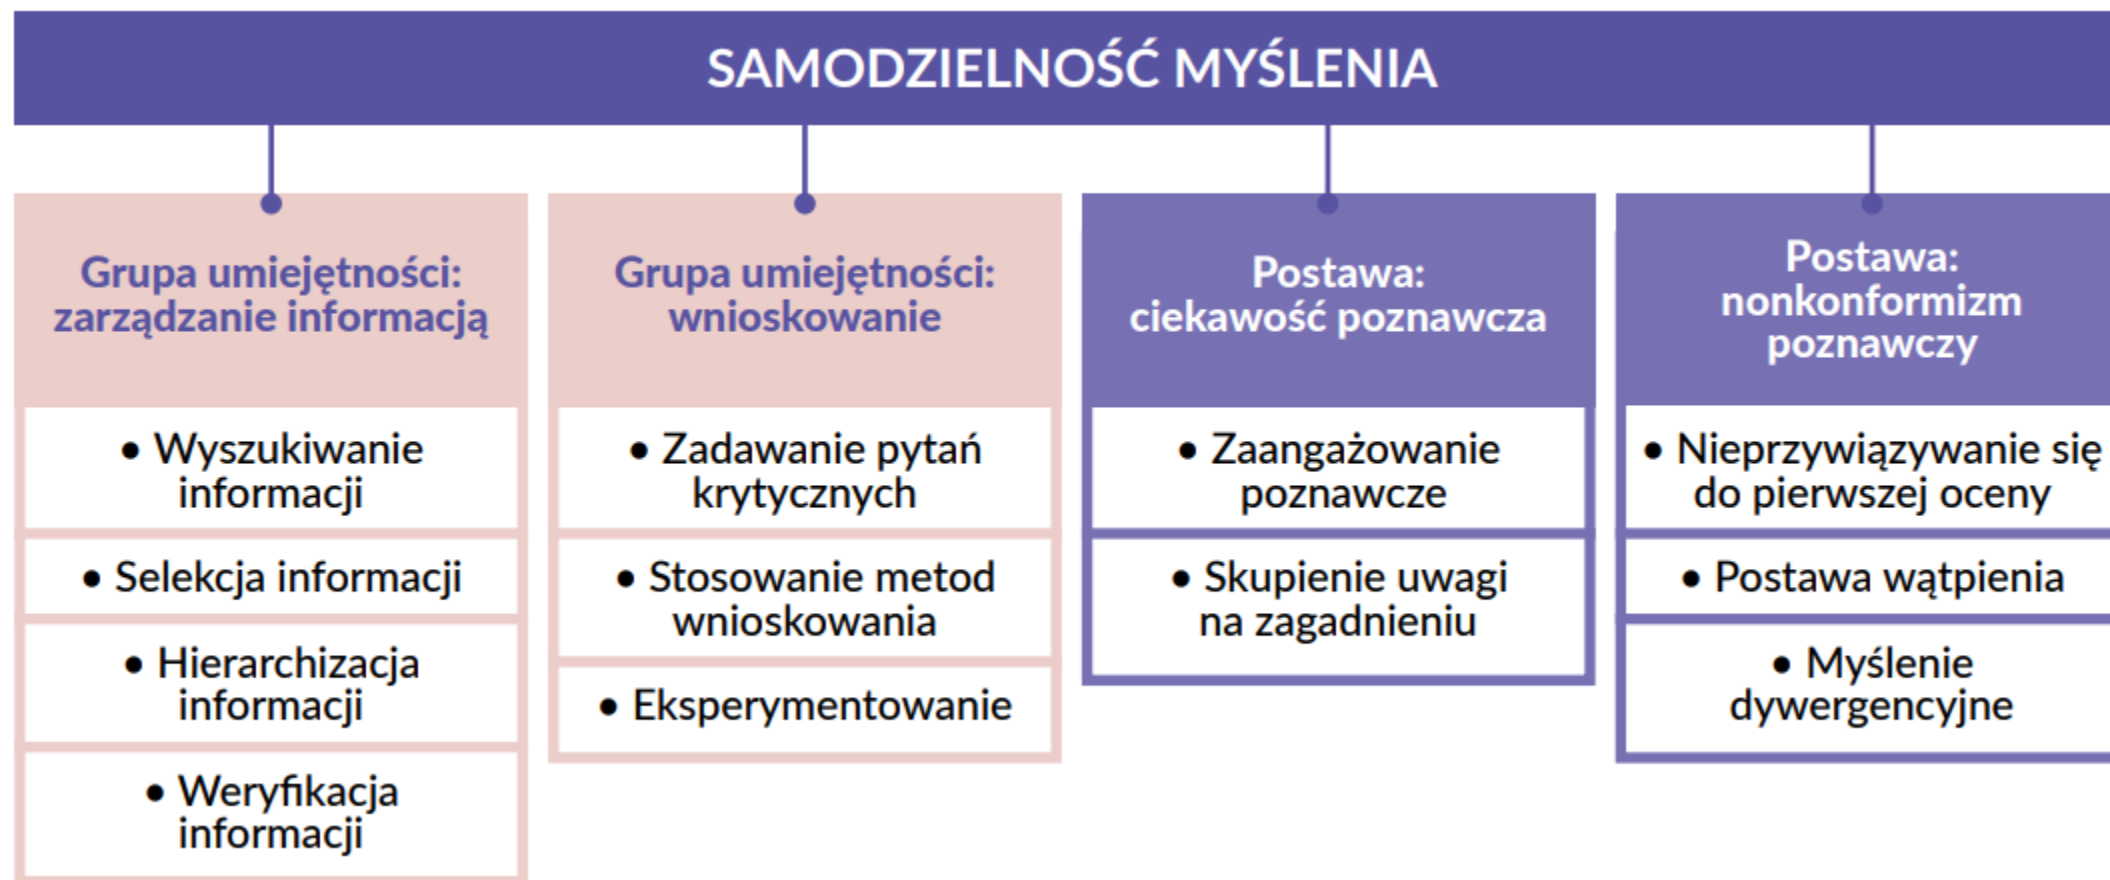 SAMODZIELNOŚĆ MYŚLENIA
Grupa umiejętności:
zarządzanie informacją
• Wyszukiwanie
informacji
• Selekcja informacji
• Hierarchizacja
informacji
• Weryfikacja
informacji
Grupa umiejętności:
wnioskowanie
• Zadawanie pytań
krytycznych
• Stosowanie metod
wnioskowania
• Eksperymentowanie
Postawa:
ciekawość poznawcza
• Zaangażowanie
poznawcze
• Skupienie uwagi
na zagadnieniu
Postawa:
nonkonformizm
poznawczy
• Nieprzywiązywanie się
do pierwszej oceny
• Postawa wątpienia
• Myślenie
dywergencyjne